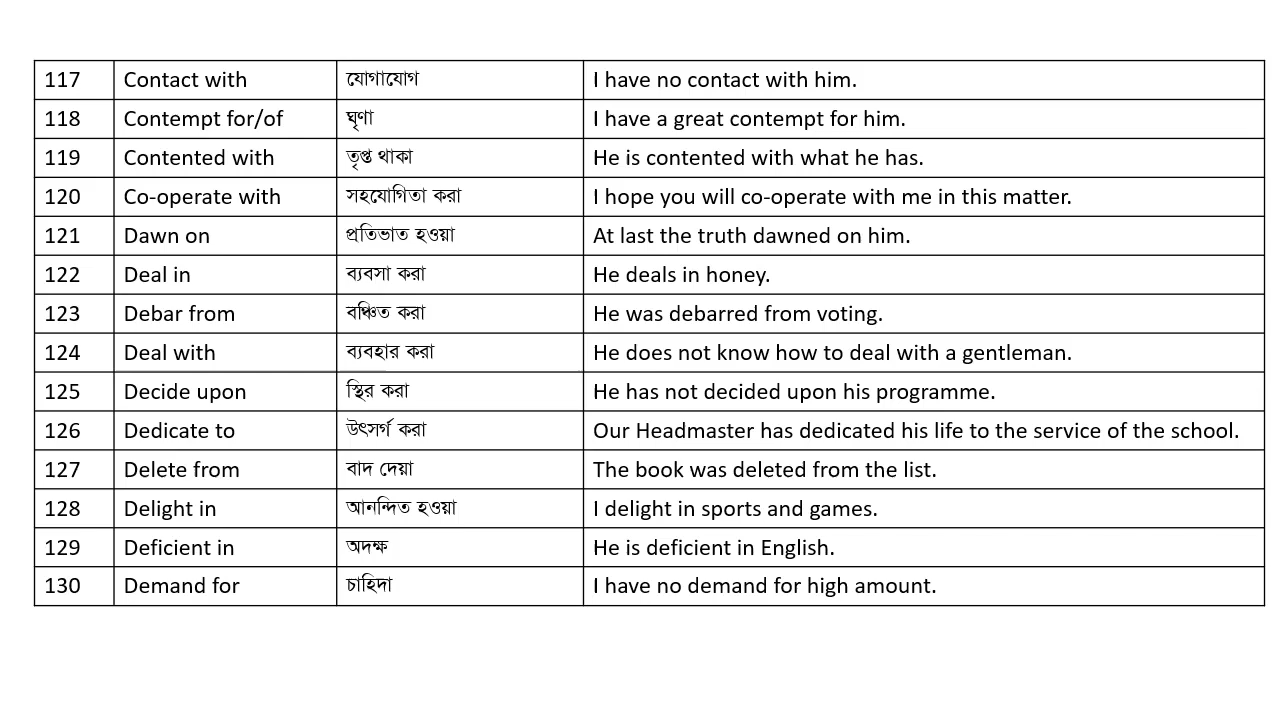 117 Contact with যোগাযোগ I have no contact with him.
118 Contempt for/of ঘৃণা I have a great contempt for him.
119 Contented with তৃপ্ত থাকা He is contented with what he has.
120 Co-operate with সহযোগিতা করা I hope you will co-operate with me in this matter.
121 Dawn on প্রতিভাত হওয়া At last the truth dawned on him.
122 Deal in ব্যবসা করা He deals in honey.
123 Debar from বঞ্চিত করা He was debarred from voting.
124 Deal with ব্যবহার করা He does not know how to deal with a gentleman.
125 Decide upon স্থির করা He has not decided upon his programme.
126 Dedicate to উৎসর্গ করা Our Headmaster has dedicated his life to the service of the school.
127 Delete from বাদ দেয়া The book was deleted from the list.
128 Delight in আনন্দিত হওয়া I delight in sports and games.
129 Deficient in অদক্ষ He is deficient in English.
130 Demand for চাহিদা I have no demand for high amount.